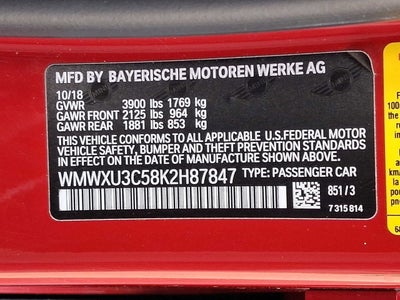 MFD BY BAYERISCHE MOTOREN WERKE AG
10/18
GVWR 3900 lbs 1769 kg
GAWR FRONT 2125 lbs 964 kg
GAWR REAR 1881 lbs 853 kg
THIS VEHICLE CONFORMS TO ALL APPLICABLE U.S.FEDERAL MOTOR
VEHICLE SAFETY, BUMPER AND THEFT PREVENTION STANDARDS
IN EFFECT ON THE DATE OF MANUFACTURE SHOWN ABOVE.
WMWXU3C58K2H87847 TYPE: PASSENGER CAR
851 / 3
7 315 814